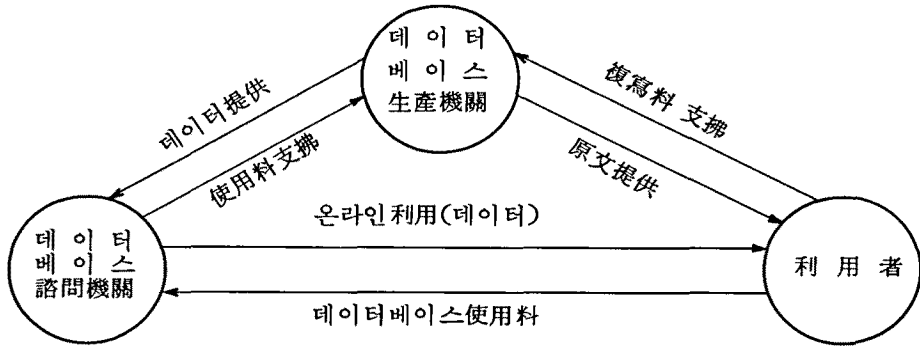 데 이 터
베 이 스
生産機關
데이터提供
使用料支拂
復寫料 支拂
原文提供
온라인利用(데이터)
데 이 터
베 이 스
諮問機關
利 用 者
데이터베이스使用料